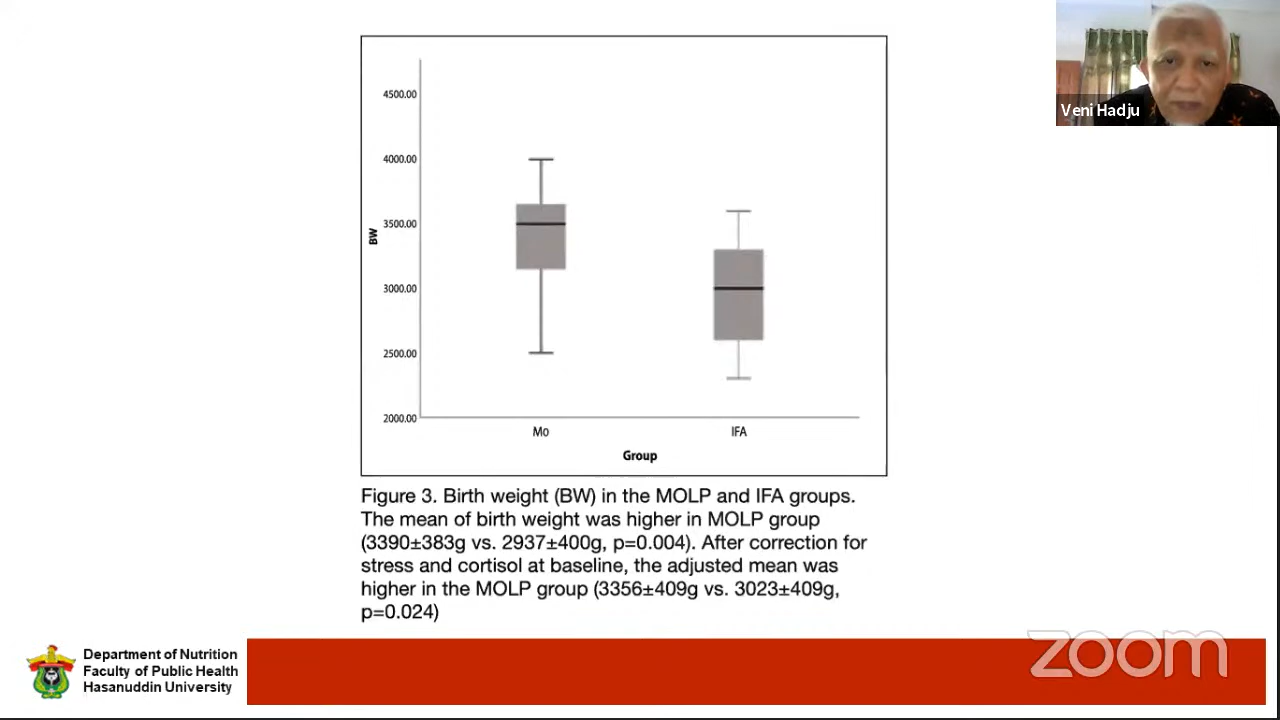 Veni Hadju
4500.00
4000.00
3500.00
3000.00
2500.00
2000.00
BW
Mo
IFA
Group
Figure 3. Birth weight (BW) in the MOLP and IFA groups.
The mean of birth weight was higher in MOLP group
(3390±383g vs. 2937±400g, p=0.004). After correction for
stress and cortisol at baseline, the adjusted mean was
higher in the MOLP group (3356±409g vs. 3023±409g,
p=0.024)
Department of Nutrition
Faculty of Public Health
Hasanuddin University
zoom